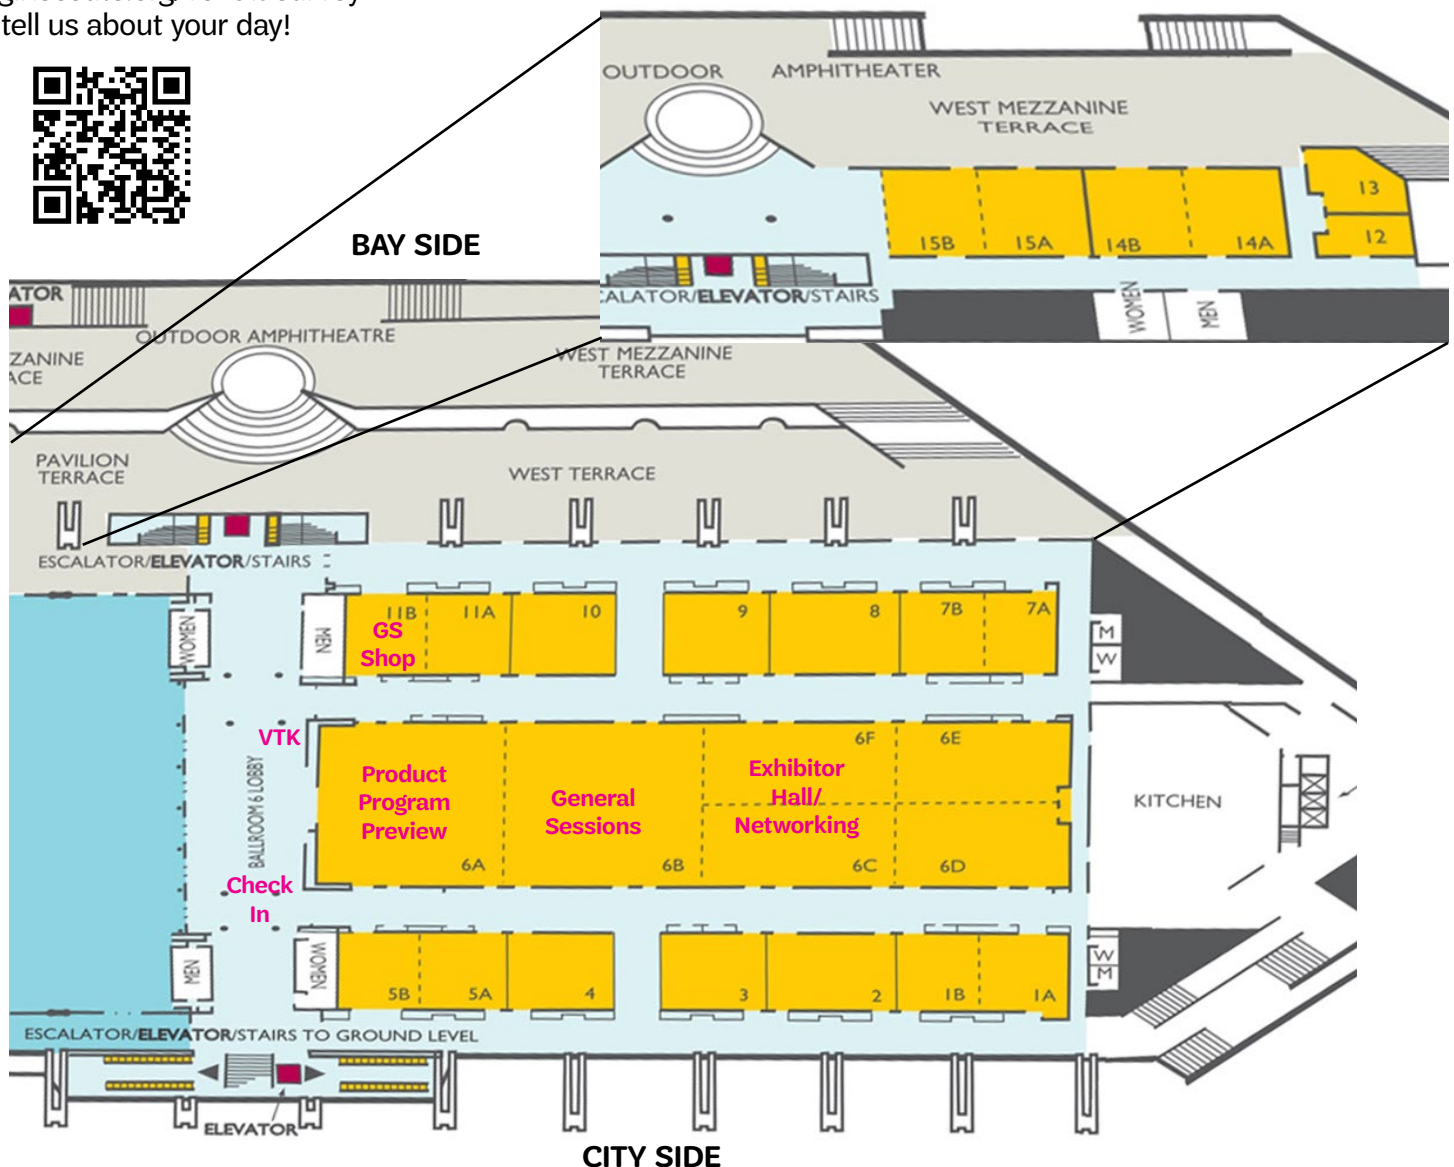 tell us about your day!
BAY SIDE
OUTDOOR AMPHITHEATER
WEST MEZZANINE
TERRACE
13
12
15B
15A
14B
14A
/ELEVATOR/STAIRS
WOMEN
MEN
OUTDOOR AMPHITHEATRE
WEST MEZZANINE
TERRACE
PAVILION
TERRACE
WEST TERRACE
ESCALATOR/ELEVATOR/STAIRS
WOMEN
MEN
11B
11A
10
9
8
7B
7A
GS
Shop
M
W
VTK
BALLROOM 6 LOBBY
Product
Program
Preview
6A
General
Sessions
6B
6F
6E
Exhibitor
Hall/
Networking
6C
6D
KITCHEN
Check
In
MEN
WOMEN
5B
5A
4
3
2
1B
1A
W
M
ESCALATOR/ELEVATOR/STAIRS TO GROUND LEVEL
ELEVATOR
CITY SIDE